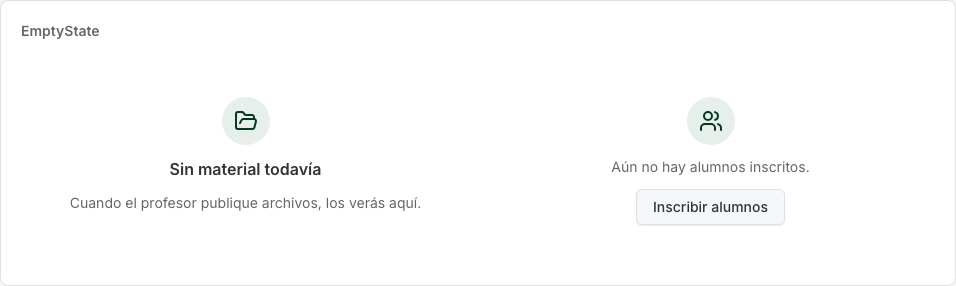 EmptyState
Sin material todavía
Cuando el profesor publique archivos, los verás aquí.
Aún no hay alumnos inscritos.
Inscribir alumnos